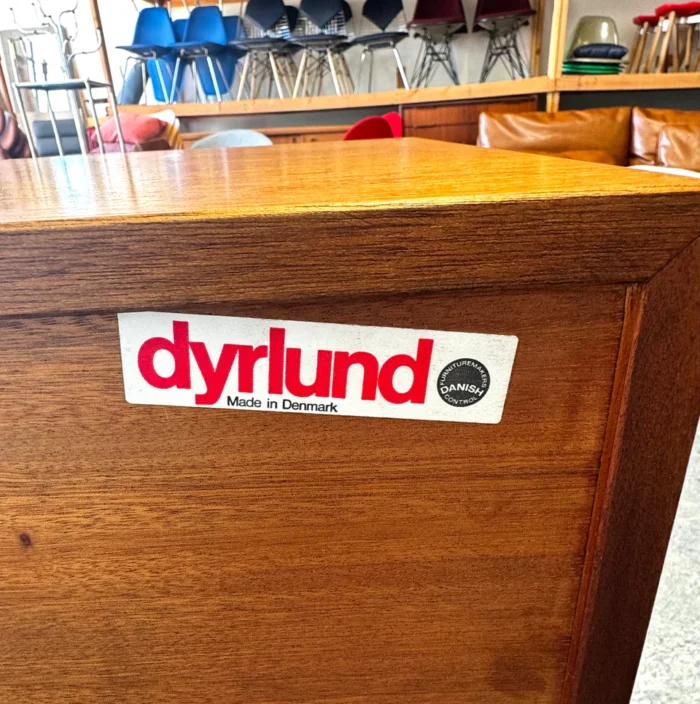 dyrlund
Made in Denmark
FURNITUREMAKERS
DANISH
CONTROL